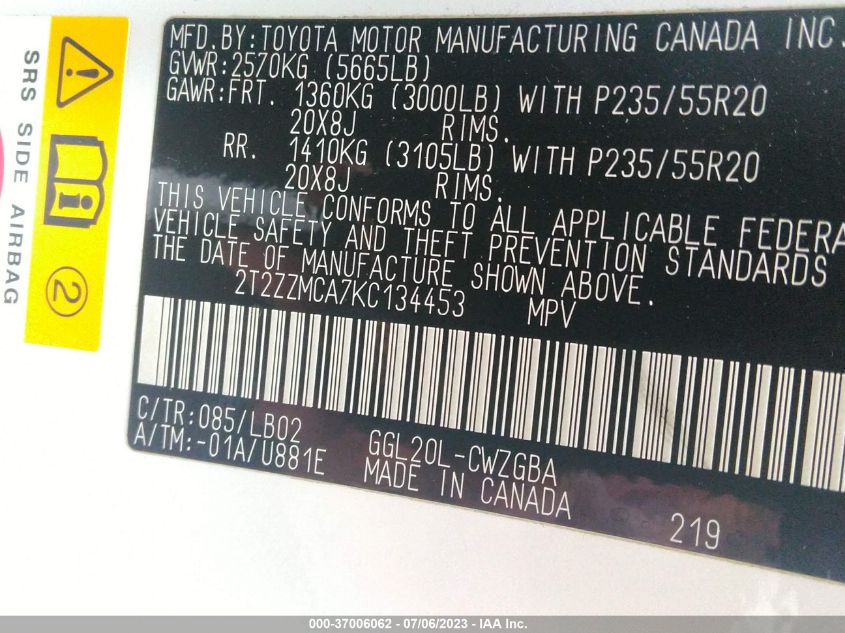 SRS SIDE AIRBAG
2
MFD.BY:TOYOTA MOTOR MANUFACTURING CANADA INC.
GVWR:2570KG (5665LB)
GAWR:FRT. 1360KG (3000LB) WITH P235/55R20
20X8J RIMS.
RR. 1410KG (3105LB) WITH P235/55R20
20X8J RIMS.
THIS VEHICLE CONFORMS TO ALL APPLICABLE FEDERA
VEHICLE SAFETY AND THEFT PREVENTION STANDARDS
THE DATE OF MANUFACTURE SHOWN ABOVE.
2T2ZZMCA7KC134453 MPV
C/TR:085/LB02
A/TM:-01A/U881E
GGL20L-CWZGBA
MADE IN CANADA
219
000-37006062 - 07/06/2023 - IAA Inc.